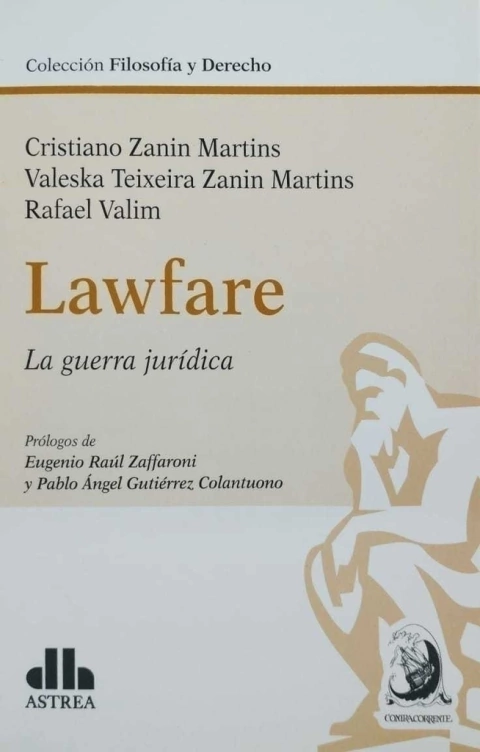 Colección Filosofía y Derecho
Cristiano Zanin Martins
Valeska Teixeira Zanin Martins
Rafael Valim
Lawfare
La guerra jurídica
Prólogos de
Eugenio Raúl Zaffaroni
y Pablo Ángel Gutiérrez Colantuono
ASTREA
CONTRACORRENTE